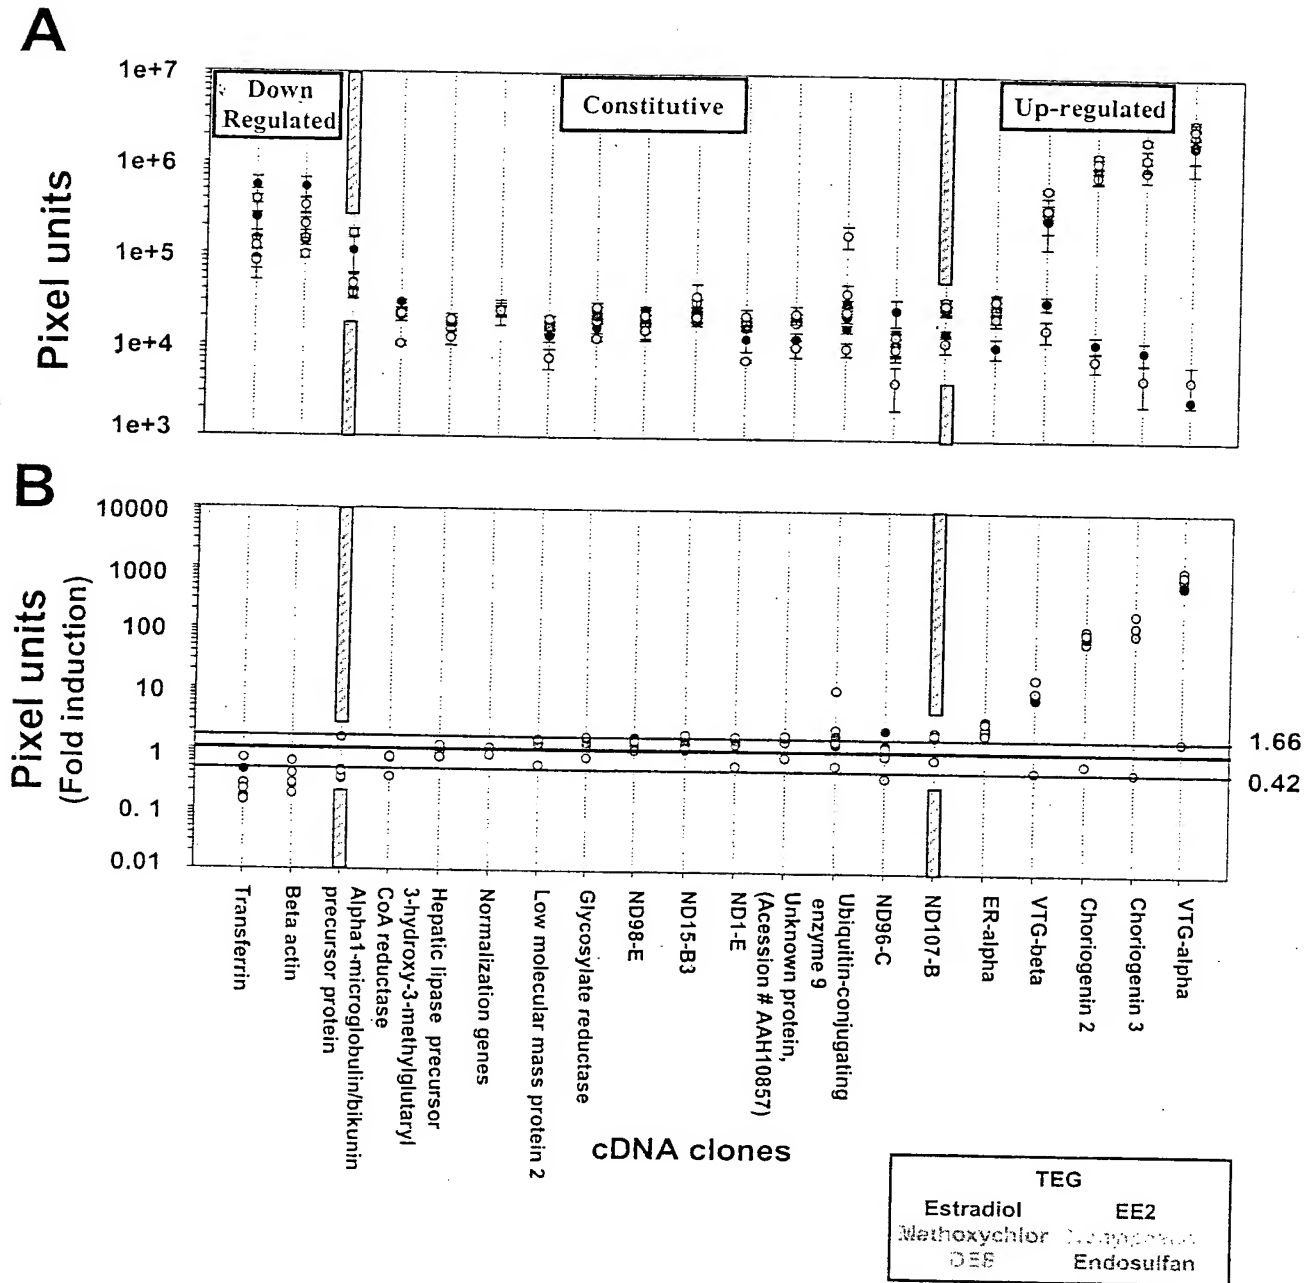 A
Pixel units
1e+7
1e+6
1e+5
1e+4
1e+3
Down
Regulated
Constitutive
Up-regulated
B
Pixel units
(Fold induction)
10000
1000
100
10
1
0.1
0.01
1.66
0.42
Transferrin
Beta actin
Alpha1-microglobulin/bikunin
precursor protein
3-hydroxy-3-methylglutaryl
CoA reductase
Hepatic lipase precursor
Normalization genes
Low molecular mass protein 2
Glycosylate reductase
ND98-E
ND15-B3
ND1-E
Unknown protein,
(Acession # AAH10857)
Ubiquitin-conjugating
enzyme 9
ND96-C
ND107-B
ER-alpha
VTG-beta
Choriogenin 2
Choriogenin 3
VTG-alpha
cDNA clones
TEG
Estradiol EE2
Methoxychlor
Endosulfan